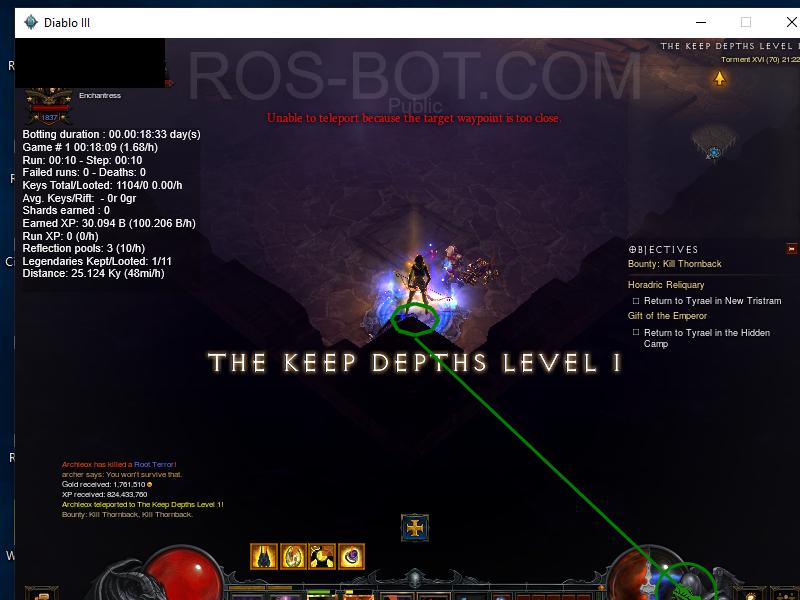 Diablo III
ROS-BOT.COM
Public
THE KEEP DEPTHS LEVEL 1
Torment XVI (70) 21:22
Enchantress
1837
Unable to teleport because the target waypoint is too close.
Botting duration : 00.00:18:33 day(s)
Game # 1 00:18:09 (1.68/h)
Run: 00:10 - Step: 00:10
Failed runs: 0 - Deaths: 0
Keys Total/Looted: 1104/0 0.00/h
Avg. Keys/Rift:  - 0r 0gr
Shards earned : 0
Earned XP: 30.094 B (100.206 B/h)
Run XP: 0 (0/h)
Reflection pools: 3 (10/h)
Legendaries Kept/Looted: 1/11
Distance: 25.124 Ky (48mi/h)
OBJECTIVES
Bounty: Kill Thornback
Horadric Reliquary
Return to Tyrael in New Tristram
Gift of the Emperor
Return to Tyrael in the Hidden
Camp
THE KEEP DEPTHS LEVEL 1
Archleox has killed a Root Terror!
archer says: You won't survive that.
Gold received: 1,761,510
XP received: 824,433,760
Archleox teleported to The Keep Depths Level 1!
Bounty: Kill Thornback, Kill Thornback.
R
R
Ci
R
W